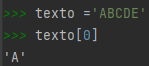 >>> texto ='ABCDE'
>>> texto[0]
'A'